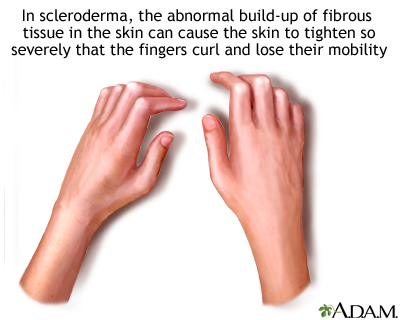 In scleroderma, the abnormal build-up of fibrous
tissue in the skin can cause the skin to tighten so
severely that the fingers curl and lose their mobility
A.D.A.M.